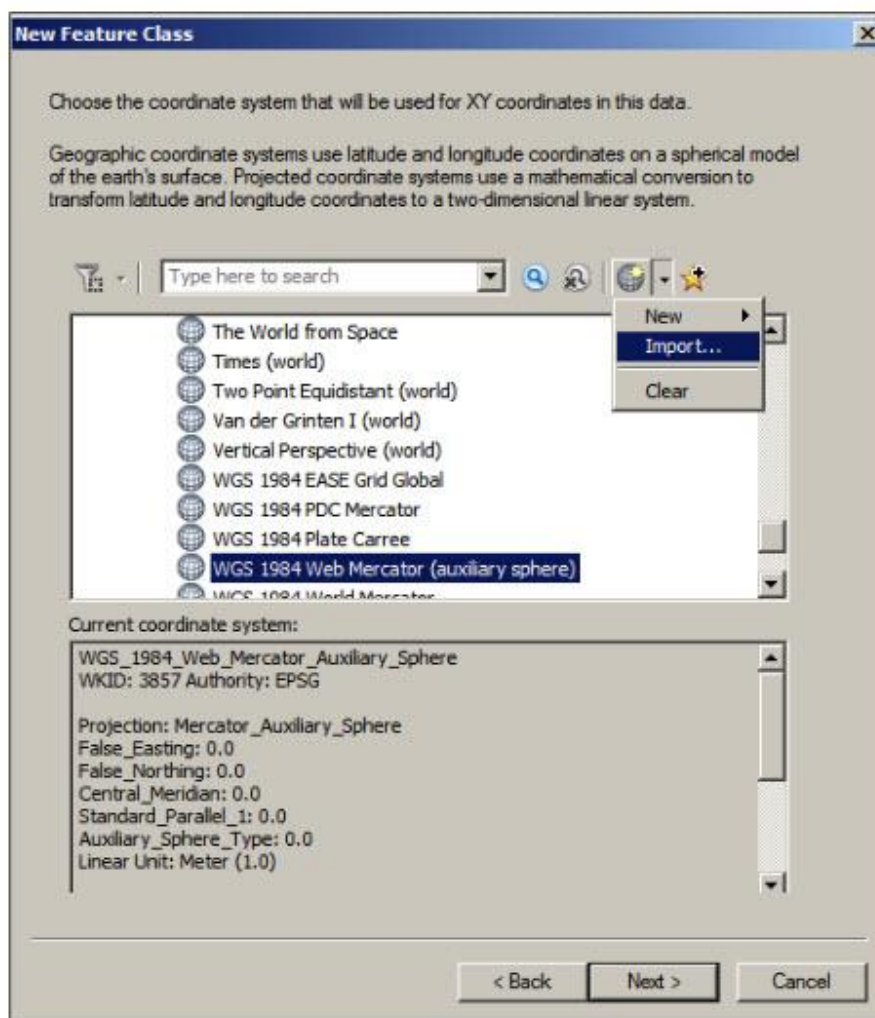 New Feature Class
Choose the coordinate system that will be used for XY coordinates in this data.
Geographic coordinate systems use latitude and longitude coordinates on a spherical model
of the earth's surface. Projected coordinate systems use a mathematical conversion to
transform latitude and longitude coordinates to a two-dimensional linear system.
Type here to search
New
Import...
Clear
The World from Space
Times (world)
Two Point Equidistant (world)
Van der Grinten I (world)
Vertical Perspective (world)
WGS 1984 EASE Grid Global
WGS 1984 PDC Mercator
WGS 1984 Plate Carree
WGS 1984 Web Mercator (auxiliary sphere)
WGS 1984 World Mercator
Current coordinate system:
WGS_1984_Web_Mercator_Auxiliary_Sphere
WKID: 3857 Authority: EPSG
Projection: Mercator_Auxiliary_Sphere
False_Easting: 0.0
False_Northing: 0.0
Central_Meridian: 0.0
Standard_Parallel_1: 0.0
Auxiliary_Sphere_Type: 0.0
Linear Unit: Meter (1.0)
< Back
Next >
Cancel